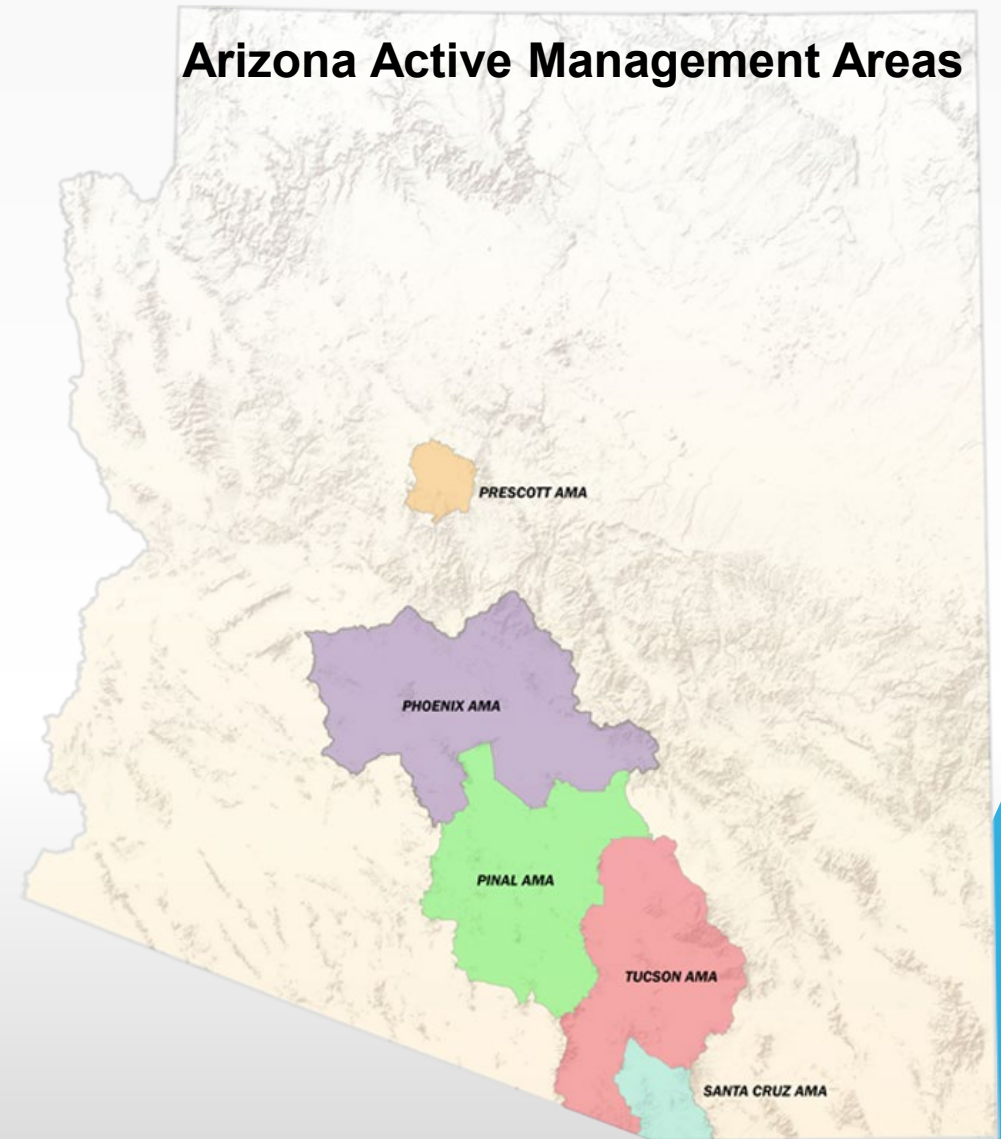 Arizona Active Management Areas
PRESCOTT AMA
PHOENIX AMA
PINAL AMA
TUCSON AMA
SANTA CRUZ AMA